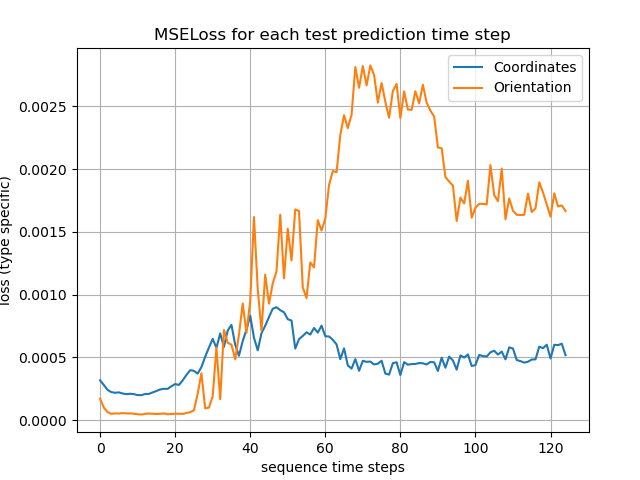 MSELoss for each test prediction time step
Coordinates
Orientation
loss (type specific)
0.0025
0.0020
0.0015
0.0010
0.0005
0.0000
0 20 40 60 80 100 120
sequence time steps